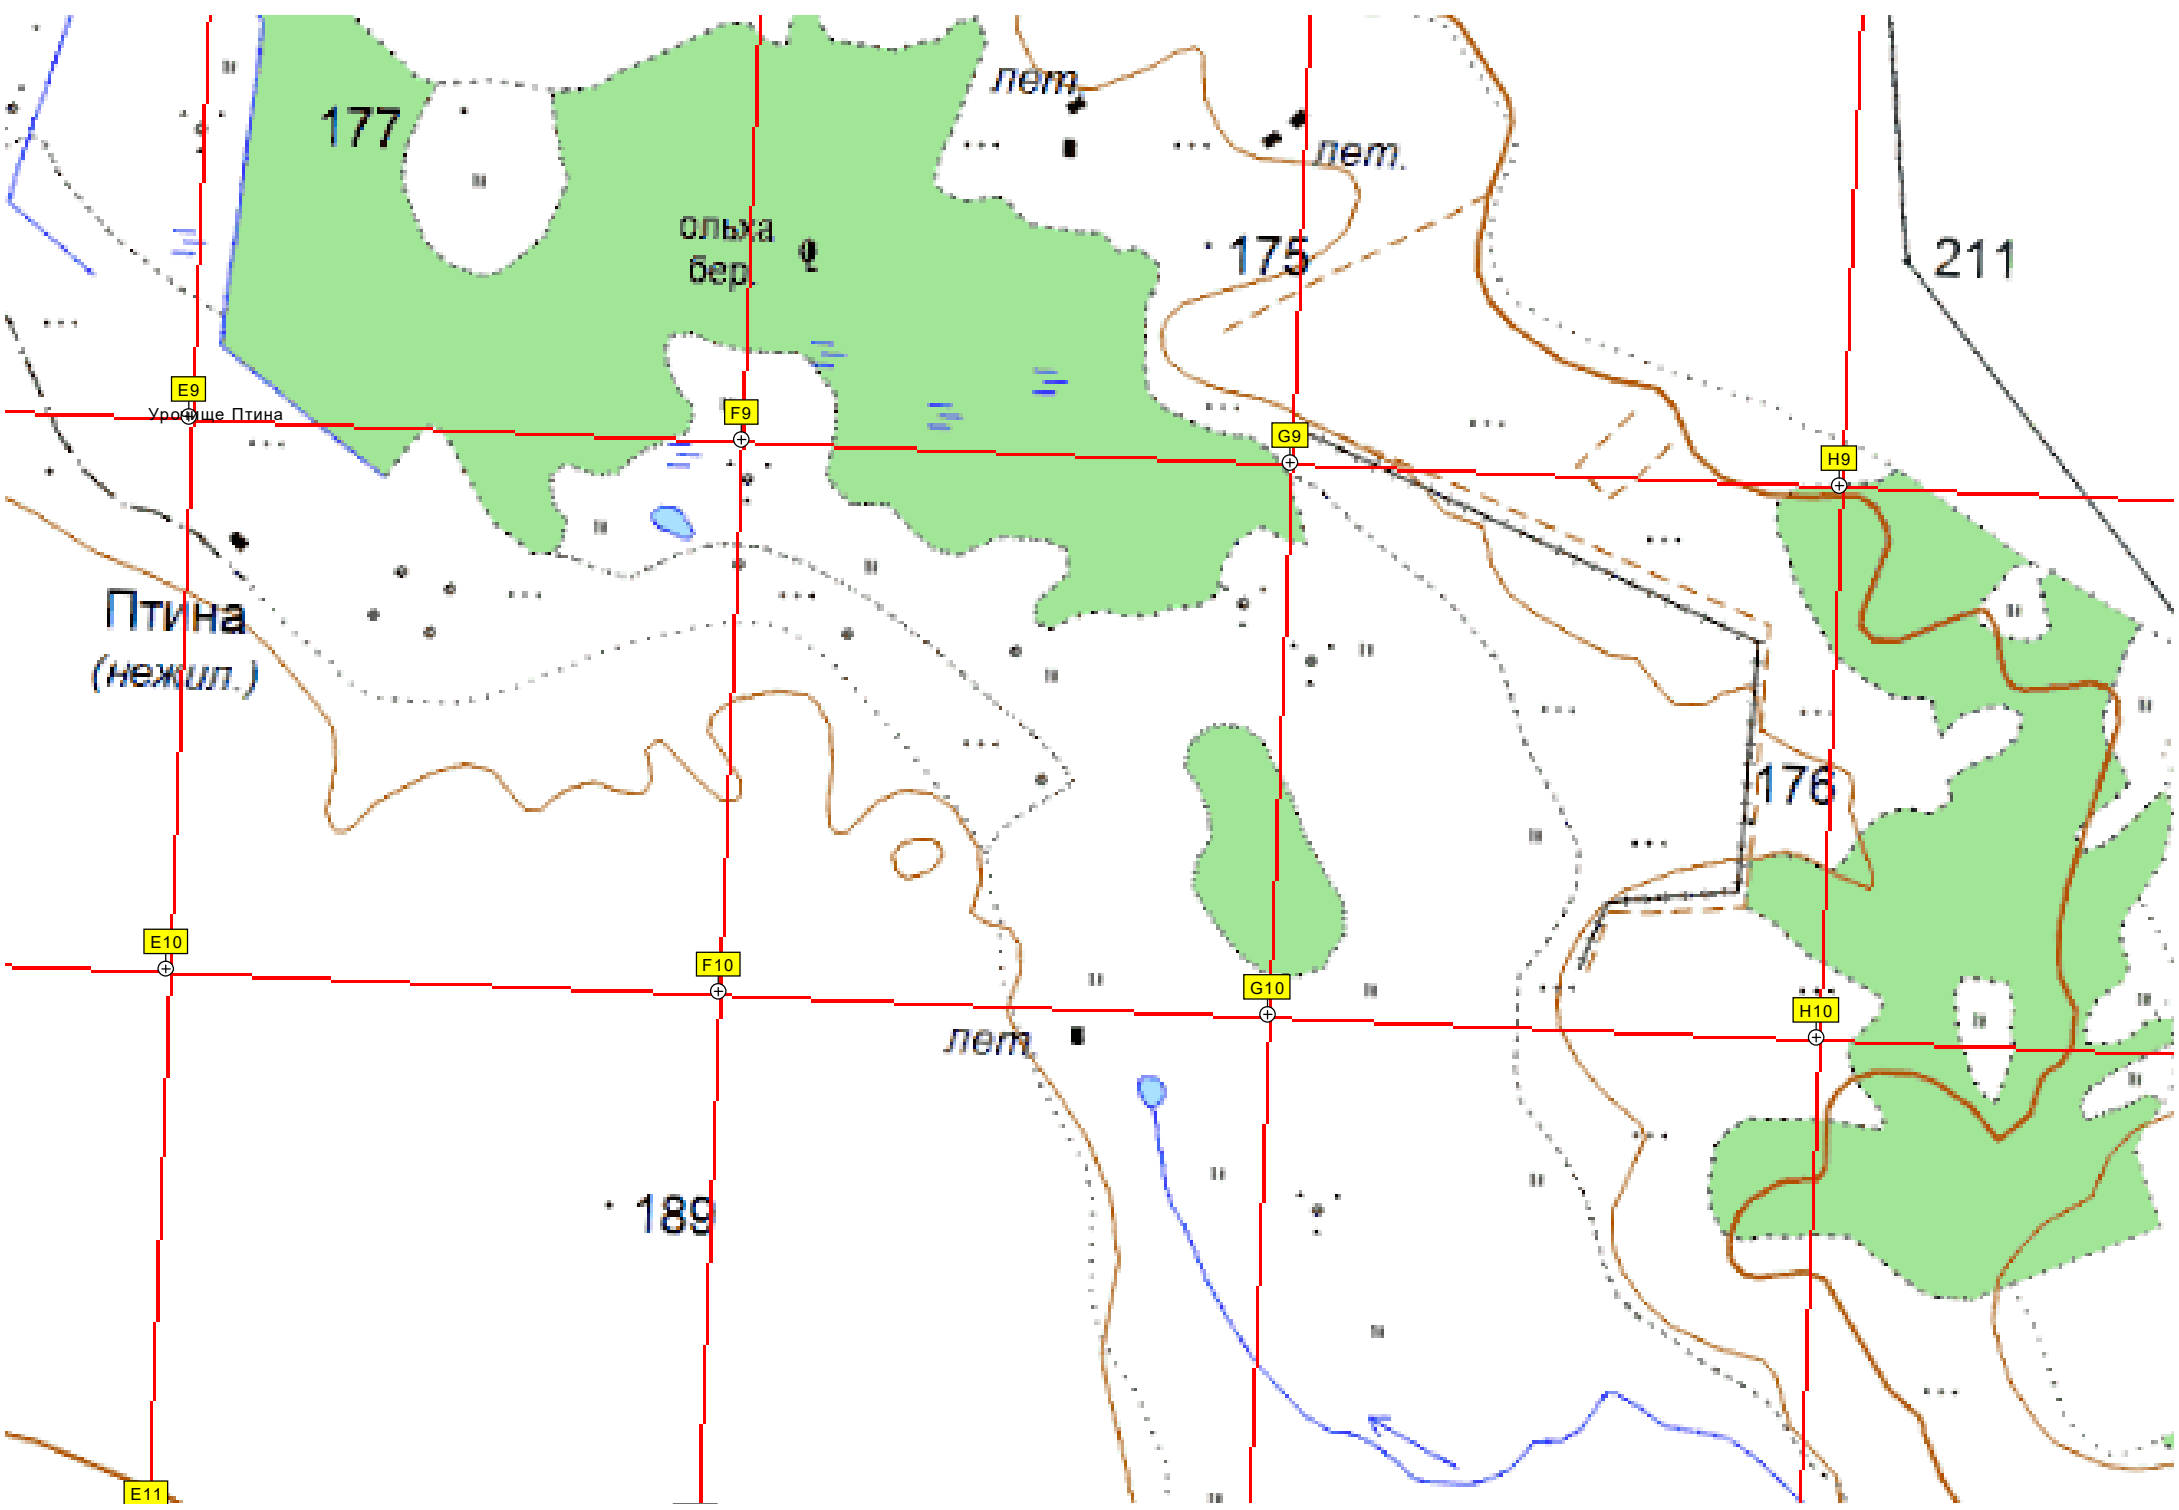 лет.
177
лет.
ольха
бер.
175
211
E9
Урочище Птина
F9
G9
H9
Птина
(нежил.)
176
E10
F10
G10
H10
лет.
189
E11